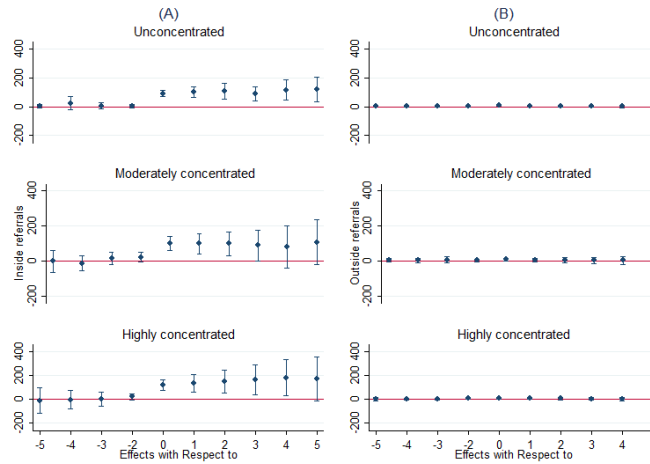 (A)
(B)
Unconcentrated
Unconcentrated
400
200
0
-200
400
200
0
-200
Moderately concentrated
Moderately concentrated
Inside referrals
400
200
0
-200
Outside referrals
400
200
0
-200
Highly concentrated
Highly concentrated
400
200
0
-200
400
200
0
-200
-5 -4 -3 -2 0 1 2 3 4 5
-5 -4 -3 -2 0 1 2 3 4
Effects with Respect to
Effects with Respect to